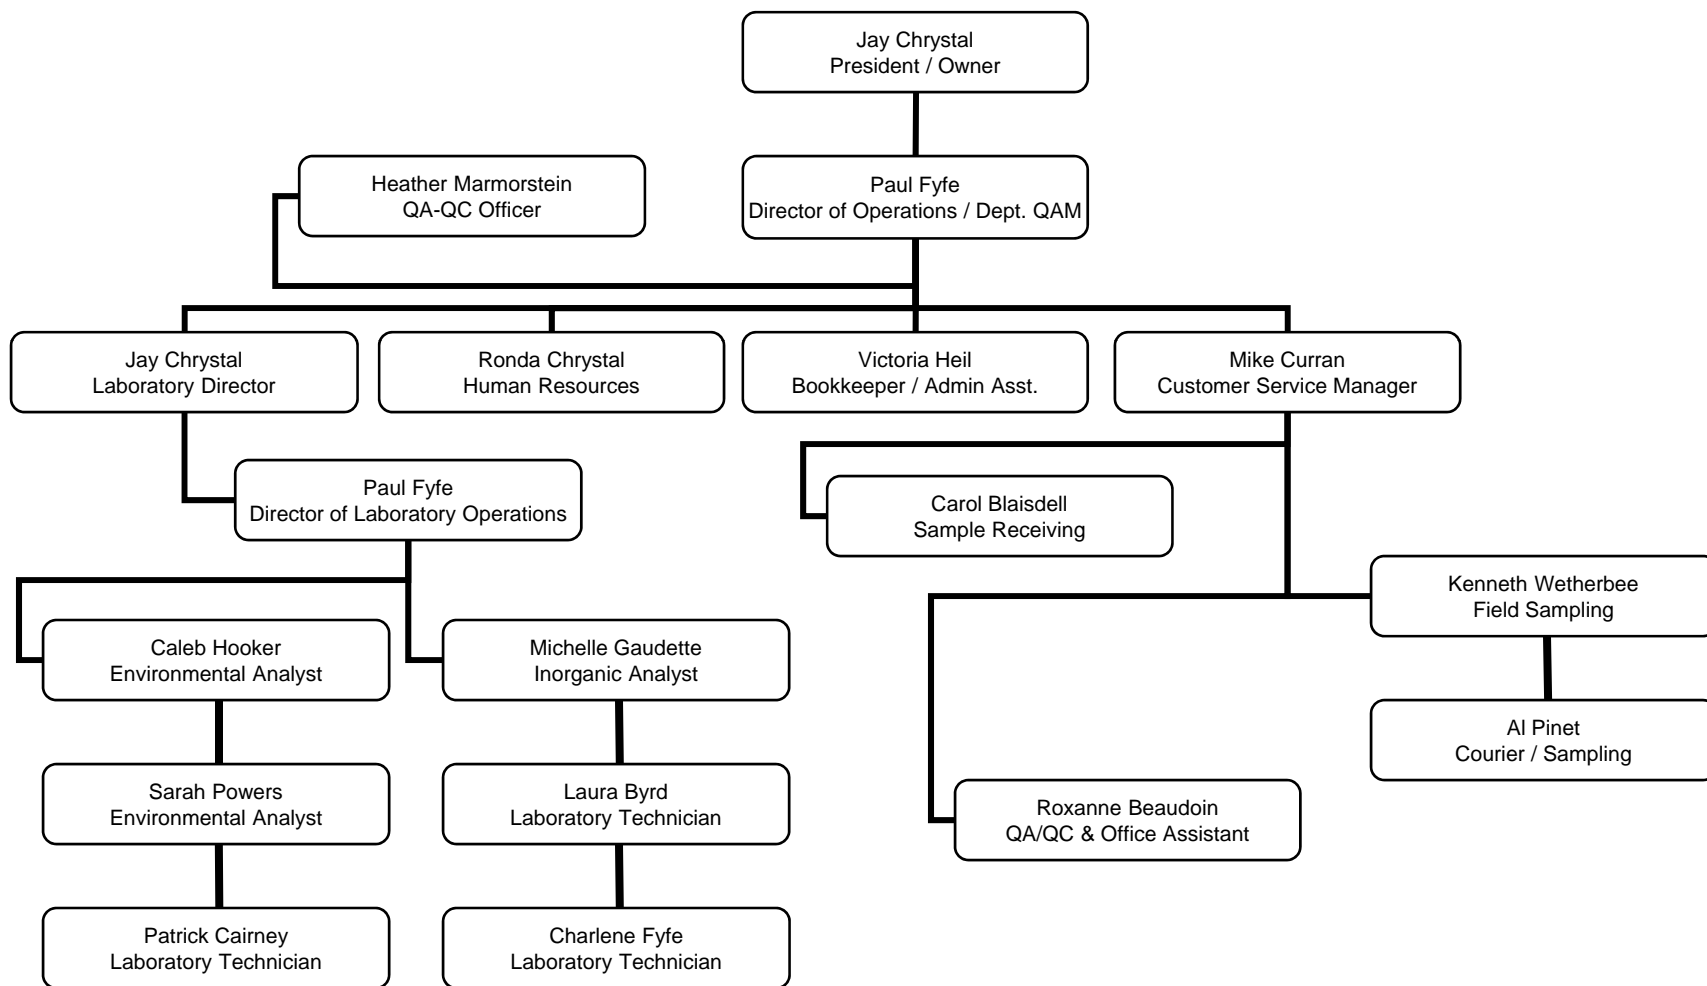 Jay Chrystal
President / Owner
Heather Marmorstein
QA-QC Officer
Paul Fyfe
Director of Operations / Dept. QAM
Jay Chrystal
Laboratry Director
Ronda Chrystal
Human Resources
Victoria Heil
Bookkeeper / Admin Asst.
Mike Curran
Customer Service Manager
Paul Fyfe
Director of Laboratory Operations
Carol Blaisdell
Sample Receiving
Kenneth Wetherbee
Field Sampling
Caleb Hooker
Environmental Analyst
Michelle Gaudette
Inorganic Analyst
Al Pinet
Courier / Sampling
Sarah Powers
Environmental Analyst
Laura Byrd
Laboratory Technician
Roxanne Beaudoin
QA/QC & Office Assistant
Patrick Cairney
Laboratory Technician
Charlene Fyfe
Laboratory Technician